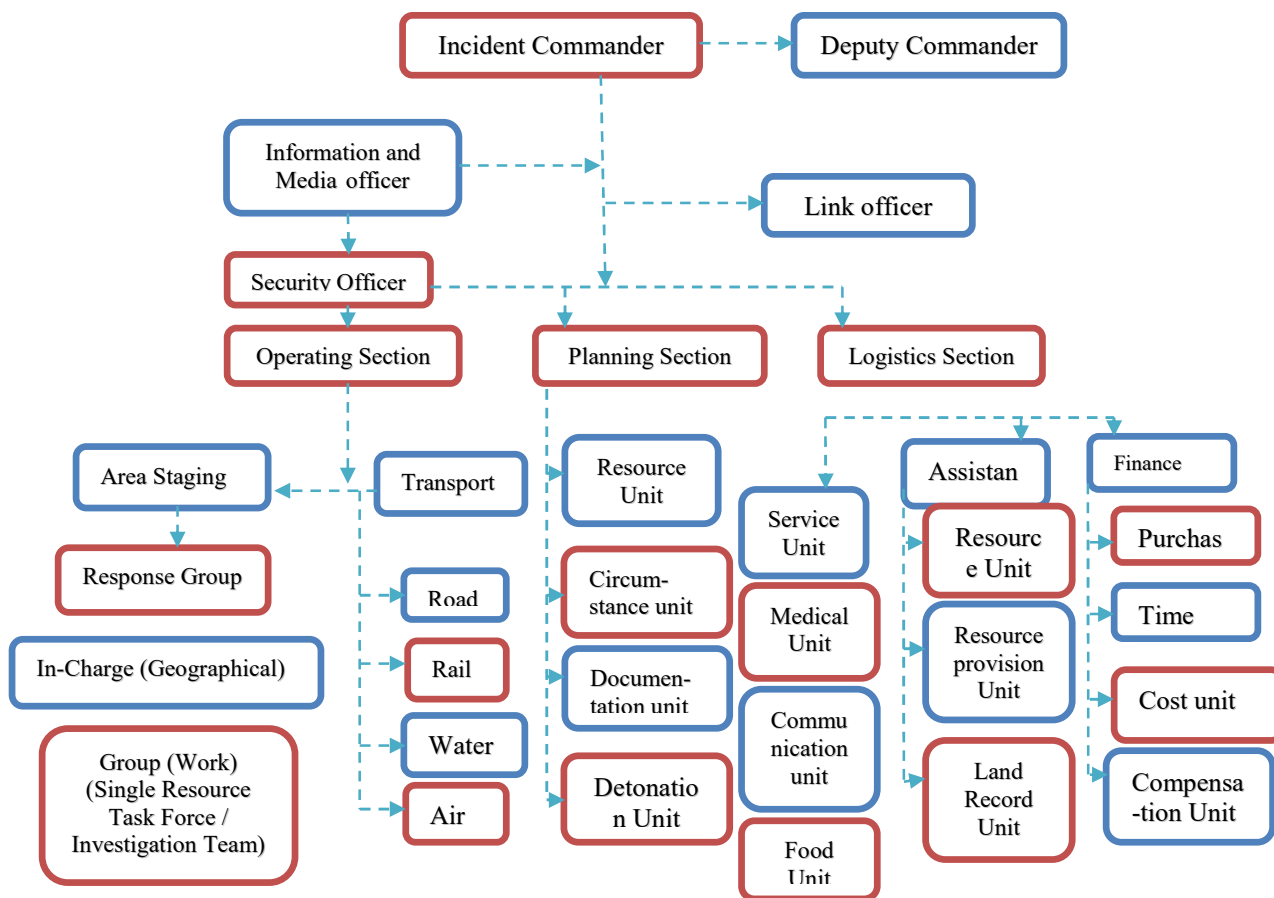 Incident Commander
Deputy Commander
Information and
Media officer
Link officer
Security Officer
Operating Section
Planning Section
Logistics Section
Area Staging
Transport
Response Group
In-Charge (Geographical)
Group (Work)
(Single Resource
Task Force /
Investigation Team)
Road
Rail
Water
Air
Resource
Unit
Circum-
stance unit
Documen-
tation unit
Detonatio
n Unit
Service
Unit
Medical
Unit
Commu
nication
unit
Food
Unit
Assistan
Resourc
e Unit
Resource
provision
Unit
Land
Record
Unit
Finance
Purchas
Time
Cost unit
Compensa
-tion Unit